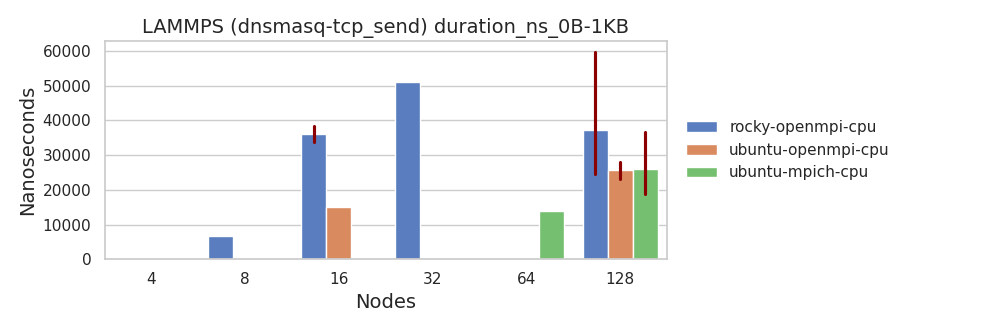 LAMMPS (dnsmasq-tcp_send) duration_ns_0B-1KB
Nanoseconds
60000
50000
40000
30000
20000
10000
0
4 8 16 32 64 128
Nodes
rocky-openmpi-cpu
ubuntu-openmpi-cpu
ubuntu-mpich-cpu